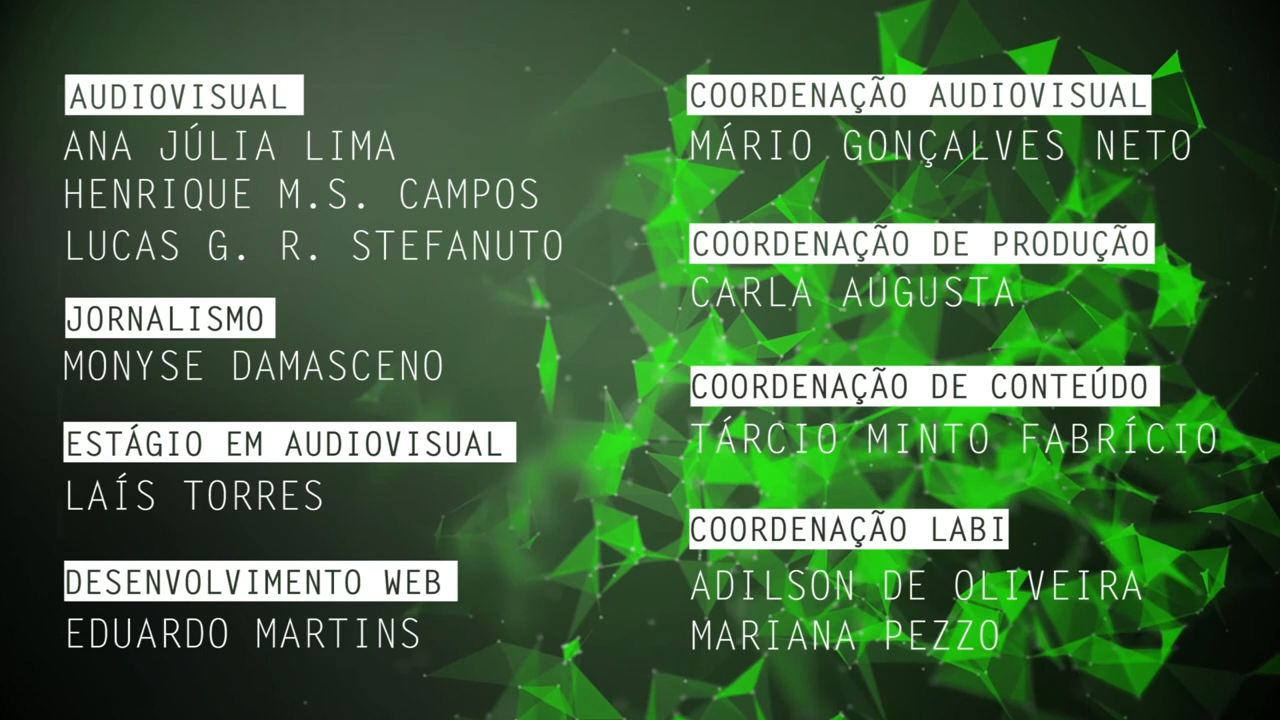 AUDIOVISUAL
ANA JÚLIA LIMA
HENRIQUE M.S. CAMPOS
LUCAS G. R. STEFANUTO
JORNALISMO
MONYSE DAMASCENO
ESTÁGIO EM AUDIOVISUAL
LAÍS TORRES
DESENVOLVIMENTO WEB
EDUARDO MARTINS
COORDENAÇÃO AUDIOVISUAL
MÁRIO GONÇALVES NETO
COORDENAÇÃO DE PRODUÇÃO
CARLA AUGUSTA
COORDENAÇÃO DE CONTEÚDO
TÁRCIO MINTO FABRÍCIO
COORDENAÇÃO LABI
ADILSON DE OLIVEIRA
MARIANA PEZZO